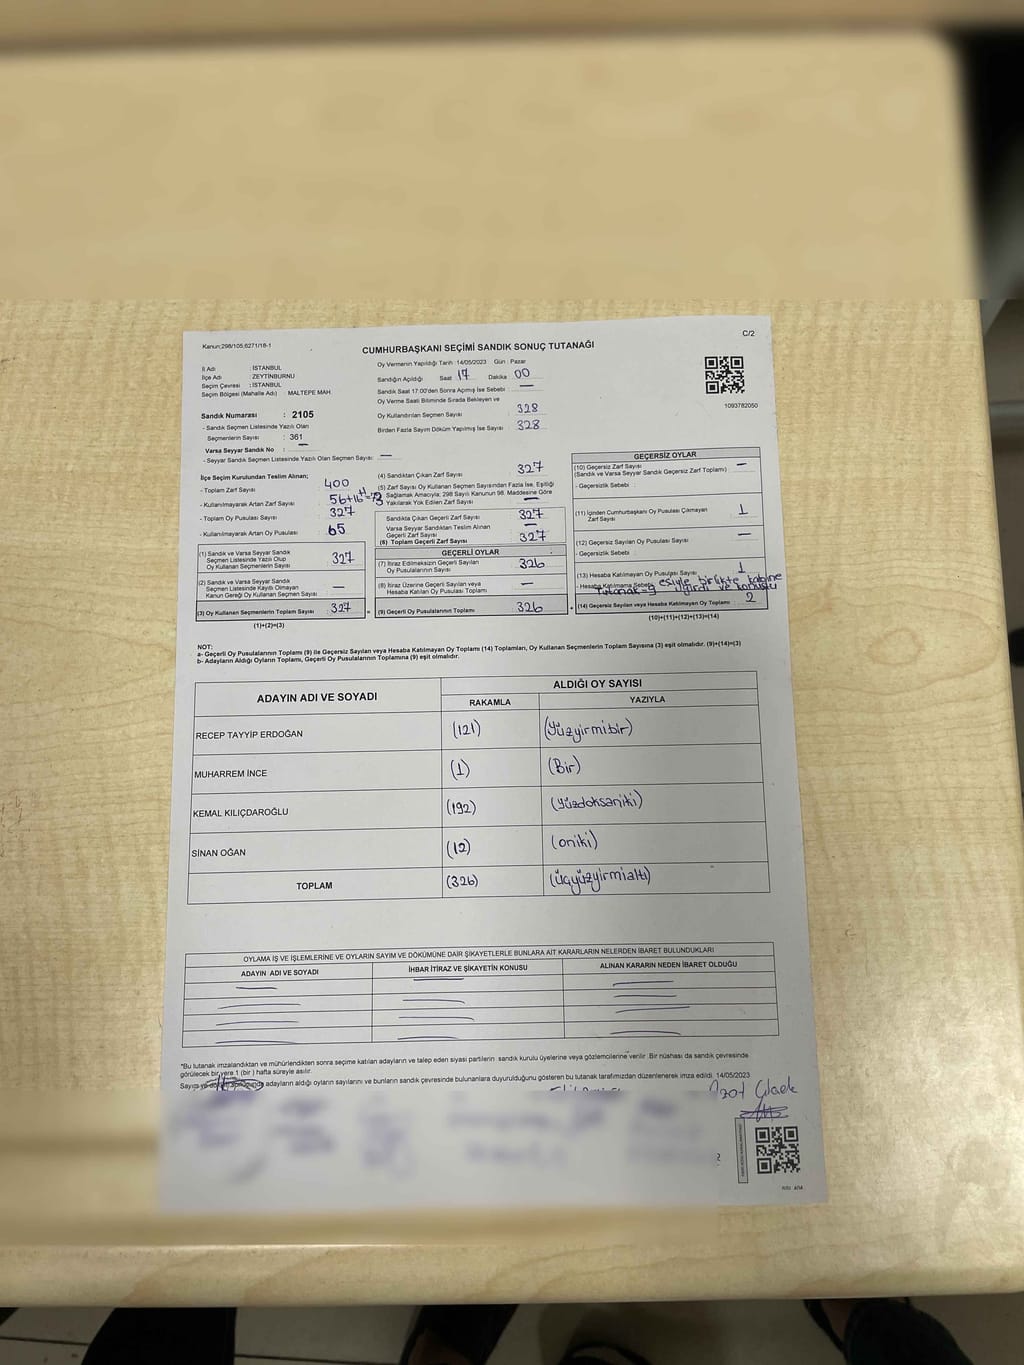 Kanun:298/105,6271/18-1
C/2
CUMHURBAŞKANI SEÇİMİ SANDIK SONUÇ TUTANAĞI
İl Adı : İSTANBUL
İlçe Adı : ZEYTİNBURNU
Seçim Çevresi : İSTANBUL
Seçim Bölgesi (Mahalle Adı) : MALTEPE MAH.
Sandık Numarası : 2105
- Sandık Seçmen Listesinde Yazılı Olan
Seçmenlerin Sayısı : 361
Varsa Seyyar Sandık No : —
- Seyyar Sandık Seçmen Listesinde Yazılı Olan Seçmen Sayısı : —
Oy Vermenin Yapıldığı Tarih :14/05/2023 Gün : Pazar
Sandığın Açıldığı Saat 17 Dakika 00
Sandık Saat 17:00'den Sonra Açılmış İse Sebebi : —
Oy Verme Saati Bitiminde Sırada Bekleyen ve
Oy Kullandırılan Seçmen Sayısı : 328
Birden Fazla Sayım Döküm Yapılmış İse Sayısı : 328
1093782050
İlçe Seçim Kurulundan Teslim Alınan;
- Toplam Zarf Sayısı : 400
- Kullanılmayarak Artan Zarf Sayısı :
- Toplam Oy Pusulası Sayısı : 327
- Kullanılmayarak Artan Oy Pusulası : 65
(1) Sandık ve Varsa Seyyar Sandık
Seçmen Listesinde Yazılı Olup
Oy Kullanan Seçmenlerin Sayısı : 327
(2) Sandık ve Varsa Seyyar Sandık
Seçmen Listesinde Kayıtlı Olmayan
Kanun Gereği Oy Kullanan Seçmen Sayısı : —
(3) Oy Kullanan Seçmenlerin Toplam Sayısı : 327 =
(1)+(2)=(3)
(4) Sandıktan Çıkan Zarf Sayısı : 327
(5) Zarf Sayısı Oy Kullanan Seçmen Sayısından Fazla İse, Eşitliği
Sağlamak Amacıyla; 298 Sayılı Kanunun 98. Maddesine Göre
Yakılarak Yok Edilen Zarf Sayısı : —
Sandıkta Çıkan Geçerli Zarf Sayısı : 327
Varsa Seyyar Sandıktan Teslim Alınan
Geçerli Zarf Sayısı : —
(6) Toplam Geçerli Zarf Sayısı : 327
GEÇERLİ OYLAR
(7) İtiraz Edilmeksizin Geçerli Sayılan
Oy Pusulalarının Sayısı : 326
(8) İtiraz Üzerine Geçerli Sayılan veya
Hesaba Katılan Oy Pusulaları Toplamı : —
(9) Geçerli Oy Pusulalarının Toplamı : 326 +
GEÇERSİZ OYLAR
(10) Geçersiz Zarf Sayısı : —
(Sandık ve Varsa Seyyar Sandık Geçersiz Zarf Toplamı)
- Geçersizlik Sebebi :
(11) İçinden Cumhurbaşkanı Oy Pusulası Çıkmayan
Zarf Sayısı : 1
(12) Geçersiz Sayılan Oy Pusulası Sayısı : —
- Geçersizlik Sebebi :
(13) Hesaba Katılmayan Oy Pusulası Sayısı : 1
- Hesaba Katılmama Sebebi : eşiyle birlikte kabine
girdi ve konuştu
(14) Geçersiz Sayılan veya Hesaba Katılmayan Oy Toplamı : 2
(10)+(11)+(12)+(13)=(14)
NOT:
a- Geçerli Oy Pusulalarının Toplamı (9) ile Geçersiz Sayılan veya Hesaba Katılmayan Oy Toplamı (14) Toplamları, Oy Kullanan Seçmenlerin Toplam Sayısına (3) eşit olmalıdır. (9)+(14)=(3)
b- Adayların Aldığı Oyların Toplamı, Geçerli Oy Pusulalarının Toplamına (9) eşit olmalıdır.
ADAYIN ADI VE SOYADI
ALDIĞI OY SAYISI
RAKAMLA YAZIYLA
RECEP TAYYİP ERDOĞAN (121) (Yüzyirmibir)
MUHARREM İNCE (1) (Bir)
KEMAL KILIÇDAROĞLU (192) (yüzdoksaniki)
SİNAN OĞAN (12) (oniki)
TOPLAM (326) (üçyüzyirmialtı)
OYLAMA İŞ VE İŞLEMLERİNE VE OYLARIN SAYIM VE DÖKÜMÜNE DAİR ŞİKAYETLERLE BUNLARA AİT KARARLARIN NELERDEN İBARET BULUNDUKLARI
ADAYIN ADI VE SOYADI İHBAR İTİRAZ VE ŞİKAYETİN KONUSU ALINAN KARARIN NEDEN İBARET OLDUĞU
*Bu tutanak imzalandıktan ve mühürlendikten sonra seçime katılan adayların ve talep eden siyasi partilerin sandık kurulu üyelerine veya gözlemcilerine verilir. Bir nüshası da sandık çevresinde
görülecek bir yere 1 (bir) hafta süreyle asılır.
adayların aldığı oyların sayılarını ve bunların sandık çevresinde bulunanlara duyurulduğunu gösteren bu tutanak tarafımızdan düzenlenerek imza edildi. 14/05/2023